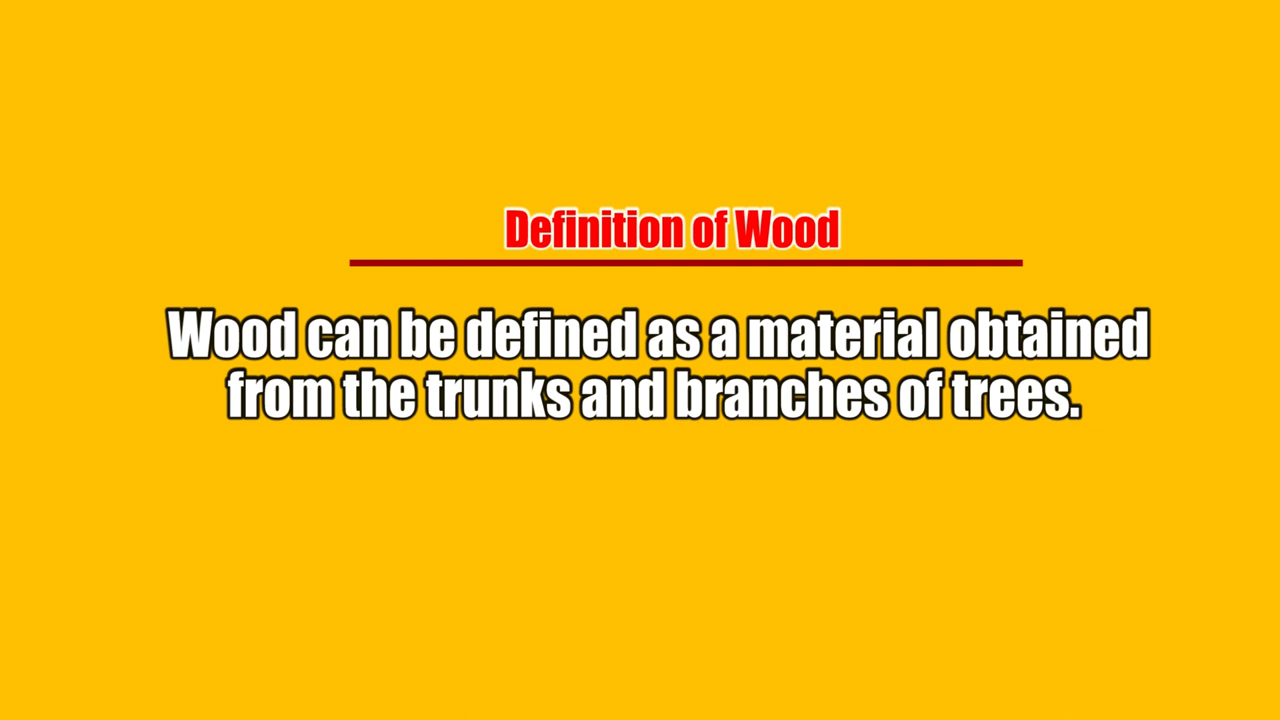 Definition of Wood
Wood can be defined as a material obtained
from the trunks and branches of trees.